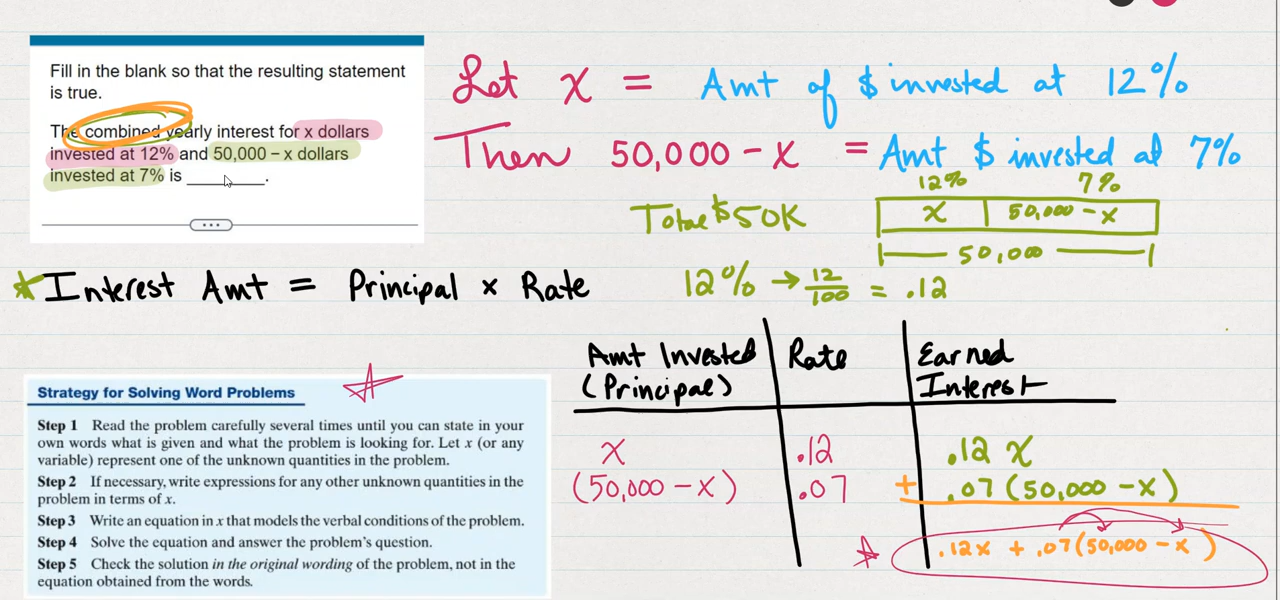 Fill in the blank so that the resulting statement
is true.
The combined yearly interest for x dollars
invested at 12% and 50,000 – x dollars
invested at 7% is ________.
Let x = Amt of $ invested at 12%
Then 50,000 - x = Amt $ invested at 7%
Total $50K
12% 7%
x 50,000 - x
50,000
* Interest Amt = Principal x Rate
12% → 12/100 = .12
Strategy for Solving Word Problems
Step 1 Read the problem carefully several times until you can state in your
own words what is given and what the problem is looking for. Let x (or any
variable) represent one of the unknown quantities in the problem.
Step 2 If necessary, write expressions for any other unknown quantities in the
problem in terms of x.
Step 3 Write an equation in x that models the verbal conditions of the problem.
Step 4 Solve the equation and answer the problem's question.
Step 5 Check the solution in the original wording of the problem, not in the
equation obtained from the words.
Amt Invested Rate Earned
(Principal) Interest
x .12 .12 x
(50,000 - x) .07 + .07 (50,000 - x)
.12x + .07(50,000 - x)